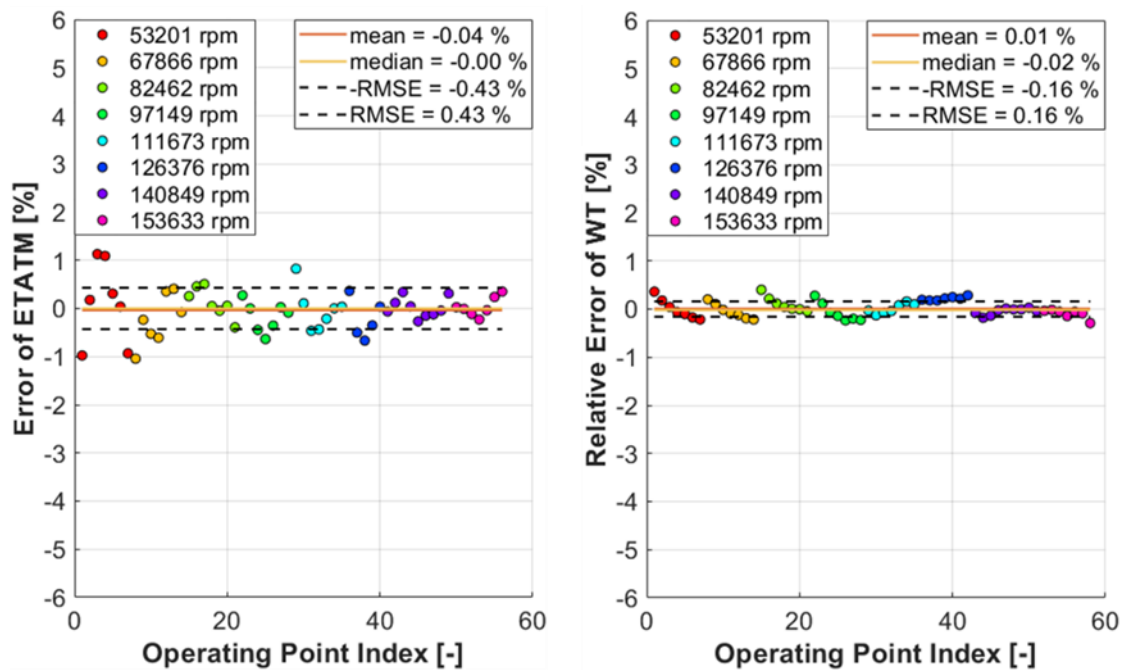 6
5
4
3
2
1
0
-1
-2
-3
-4
-5
-6
Error of ETATM [%]
53201 rpm
67866 rpm
82462 rpm
97149 rpm
111673 rpm
126376 rpm
140849 rpm
153633 rpm
mean = -0.04 %
median = -0.00 %
-RMSE = -0.43 %
RMSE = 0.43 %
0
20
40
60
Operating Point Index [-]
6
5
4
3
2
1
0
-1
-2
-3
-4
-5
-6
Relative Error of WT [%]
53201 rpm
67866 rpm
82462 rpm
97149 rpm
111673 rpm
126376 rpm
140849 rpm
153633 rpm
mean = 0.01 %
median = -0.02 %
-RMSE = -0.16 %
RMSE = 0.16 %
0
20
40
60
Operating Point Index [-]